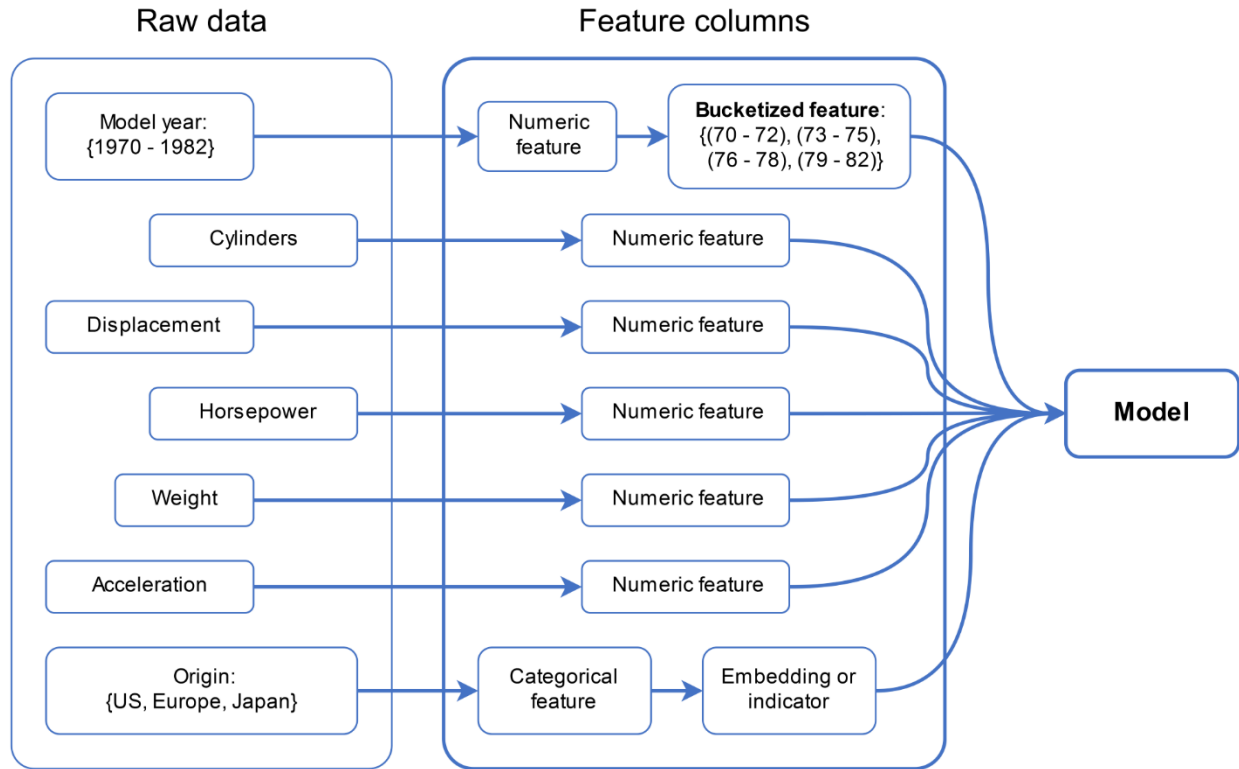 Raw data
Feature columns
Model year:
{1970 - 1982}
Numeric
feature
Bucketized feature:
{(70 - 72), (73 - 75),
(76 - 78), (79 - 82)}
Cylinders
Numeric feature
Displacement
Numeric feature
Horsepower
Numeric feature
Model
Weight
Numeric feature
Acceleration
Numeric feature
Origin:
{US, Europe, Japan}
Categorical
feature
Embedding or
indicator